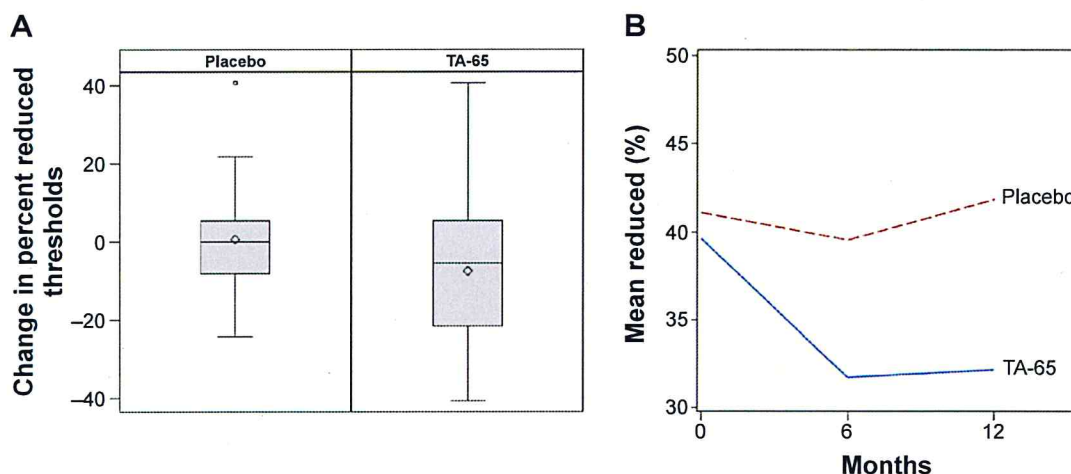 A
Placebo
TA-65
Change in percent reduced
thresholds
40
20
0
–20
–40
B
Mean reduced (%)
50
45
40
35
30
Placebo
TA-65
0
6
12
Months